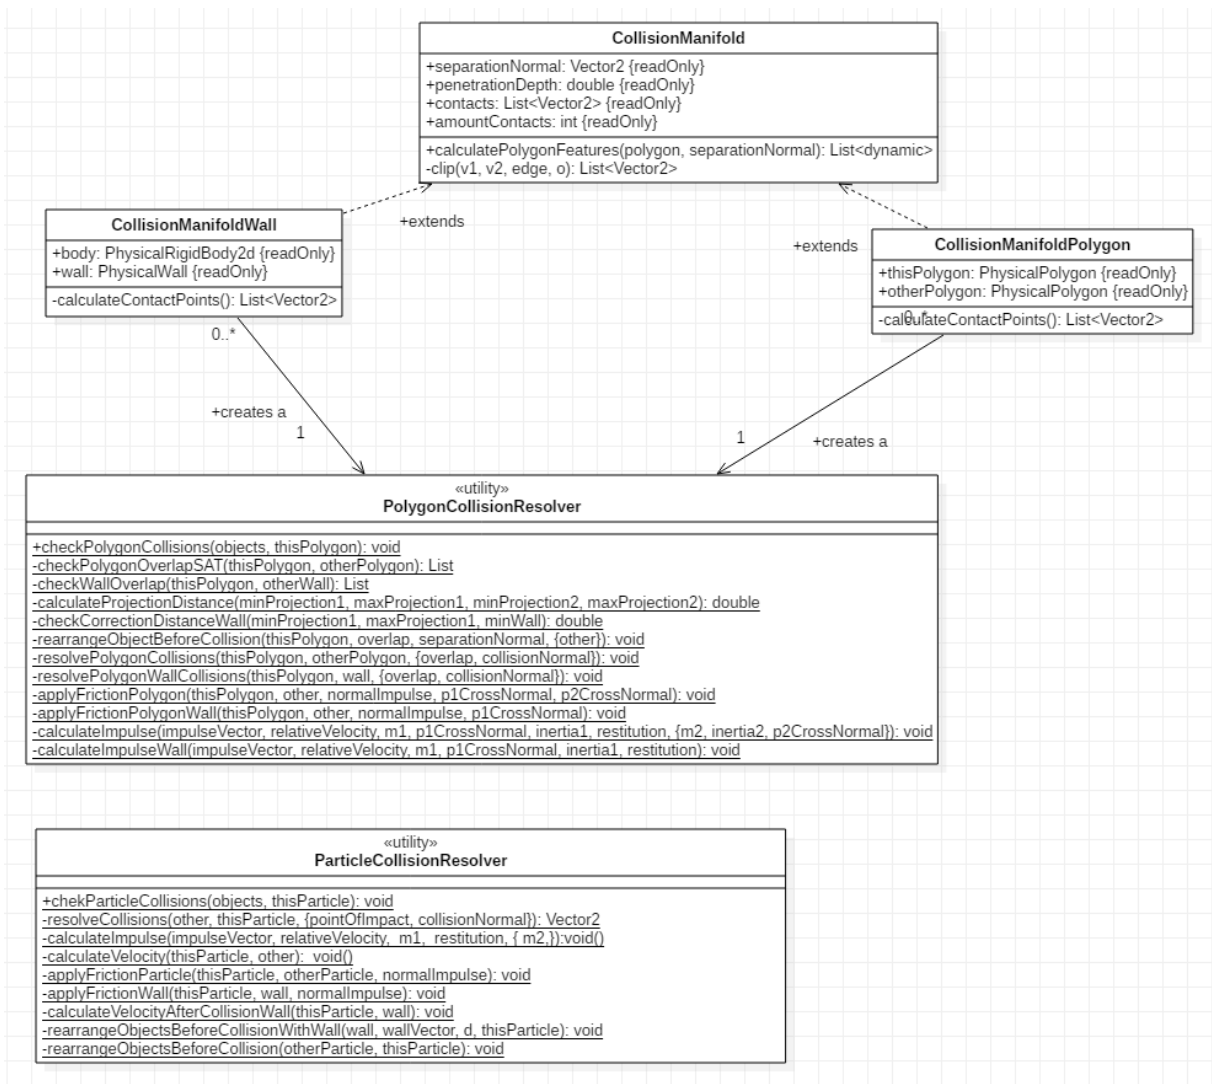 CollisionManifold
+separationNormal: Vector2 {readOnly}
+penetrationDepth: double {readOnly}
+contacts: List<Vector2> {readOnly}
+amountContacts: int {readOnly}
+calculatePolygonFeatures(polygon, separationNormal): List<dynamic>
-clip(v1, v2, edge, o): List<Vector2>
CollisionManifoldWall
+body: PhysicalRigidBody2d {readOnly}
+wall: PhysicalWall {readOnly}
-calculateContactPoints(): List<Vector2>
+extends
+extends
CollisionManifoldPolygon
+thisPolygon: PhysicalPolygon {readOnly}
+otherPolygon: PhysicalPolygon {readOnly}
-calculateContactPoints(): List<Vector2>
0..*
0..*
+creates a
1
1
+creates a
«utility»
PolygonCollisionResolver
+checkPolygonCollisions(objects, thisPolygon): void
-checkPolygonOverlapSAT(thisPolygon, otherPolygon): List
-checkWallOverlap(thisPolygon, otherWall): List
-calculateProjectionDistance(minProjection1, maxProjection1, minProjection2, maxProjection2): double
-checkCorrectionDistanceWall(minProjection1, maxProjection1, minWall): double
-rearrangeObjectBeforeCollision(thisPolygon, overlap, separationNormal, {other}): void
-resolvePolygonCollisions(thisPolygon, otherPolygon, {overlap, collisionNormal}): void
-resolvePolygonWallCollisions(thisPolygon, wall, {overlap, collisionNormal}): void
-applyFrictionPolygon(thisPolygon, other, normalImpulse, p1CrossNormal, p2CrossNormal): void
-applyFrictionPolygonWall(thisPolygon, other, normalImpulse, p1CrossNormal): void
-calculateImpulse(impulseVector, relativeVelocity, m1, p1CrossNormal, inertia1, restitution, {m2, inertia2, p2CrossNormal}): void
-calculateImpulseWall(impulseVector, relativeVelocity, m1, p1CrossNormal, inertia1, restitution): void
«utility»
ParticleCollisionResolver
+chekParticleCollisions(objects, thisParticle): void
-resolveCollisions(other, thisParticle, {pointOfImpact, collisionNormal}): Vector2
-calculateImpulse(impulseVector, relativeVelocity,  m1,  restitution, { m2,}):void()
-calculateVelocity(thisParticle, other):  void()
-applyFrictionParticle(thisParticle, otherParticle, normalImpulse): void
-applyFrictionWall(thisParticle, wall, normalImpulse): void
-calculateVelocityAfterCollisionWall(thisParticle, wall): void
-rearrangeObjectsBeforeCollisionWithWall(wall, wallVector, d, thisParticle): void
-rearrangeObjectsBeforeCollision(otherParticle, thisParticle): void